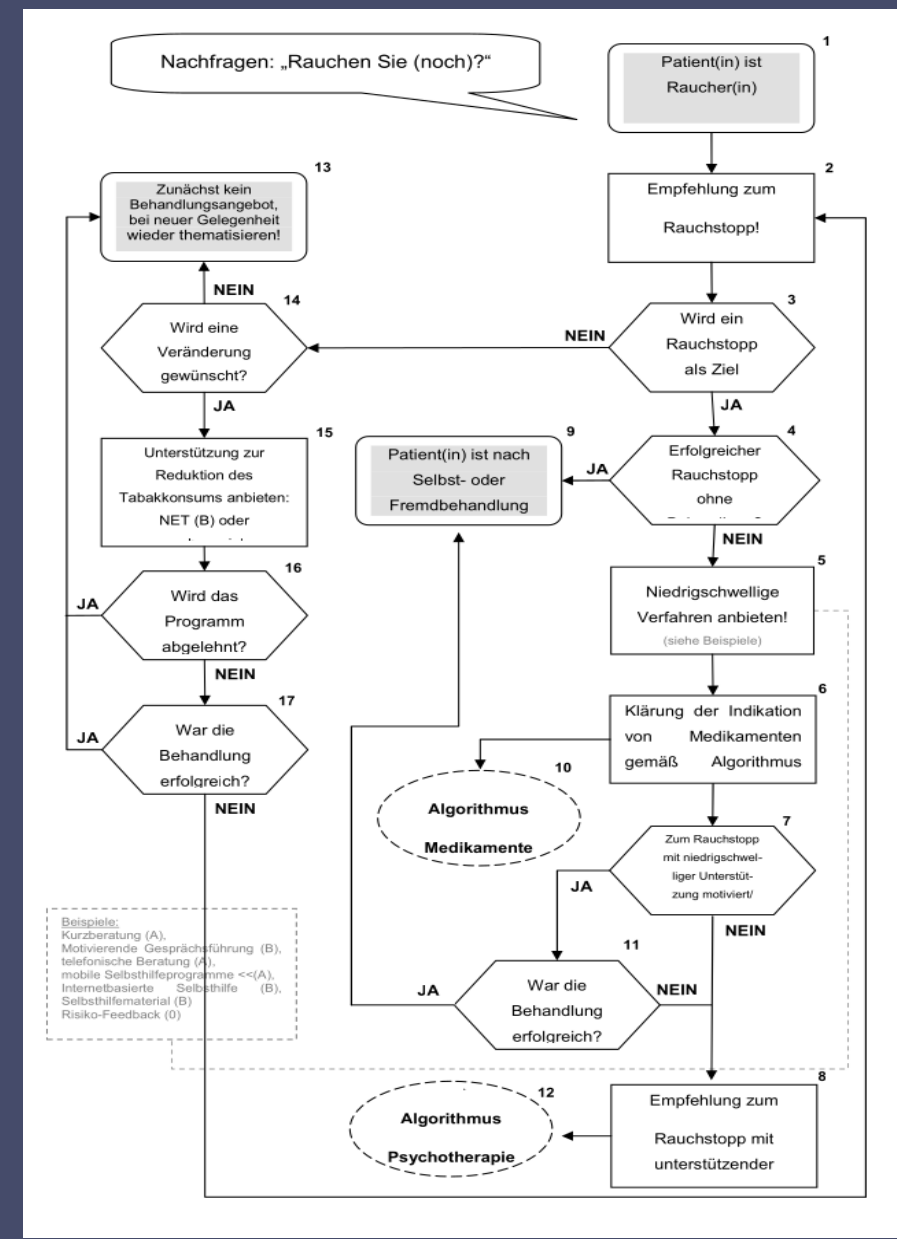 Nachfragen: „Rauchen Sie (noch)?“
1
Patient(in) ist
Raucher(in)
2
Empfehlung zum
Rauchstopp!
3
Wird ein
Rauchstopp
als Ziel
NEIN
JA
4
Erfolgreicher
Rauchstopp
ohne
JA
NEIN
5
Niedrigschwellige
Verfahren anbieten!
(siehe Beispiele)
6
Klärung der Indikation
von Medikamenten
gemäß Algorithmus
7
Zum Rauchstopp
mit niedrigschwel-
liger Unterstüt-
zung motiviert/
JA
NEIN
8
Empfehlung zum
Rauchstopp mit
unterstützender
9
Patient(in) ist nach
Selbst- oder
Fremdbehandlung
10
Algorithmus
Medikamente
11
War die
Behandlung
erfolgreich?
JA
NEIN
12
Algorithmus
Psychotherapie
13
Zunächst kein
Behandlungsangebot,
bei neuer Gelegenheit
wieder thematisieren!
NEIN
14
Wird eine
Veränderung
gewünscht?
JA
15
Unterstützung zur
Reduktion des
Tabakkonsums anbieten:
NET (B) oder
16
Wird das
Programm
abgelehnt?
JA
NEIN
17
War die
Behandlung
erfolgreich?
JA
NEIN
Beispiele:
Kurzberatung (A),
Motivierende Gesprächsführung (B),
telefonische Beratung (A),
mobile Selbsthilfeprogramme <<(A),
Internetbasierte Selbsthilfe (B),
Selbsthilfematerial (B)
Risiko-Feedback (0)